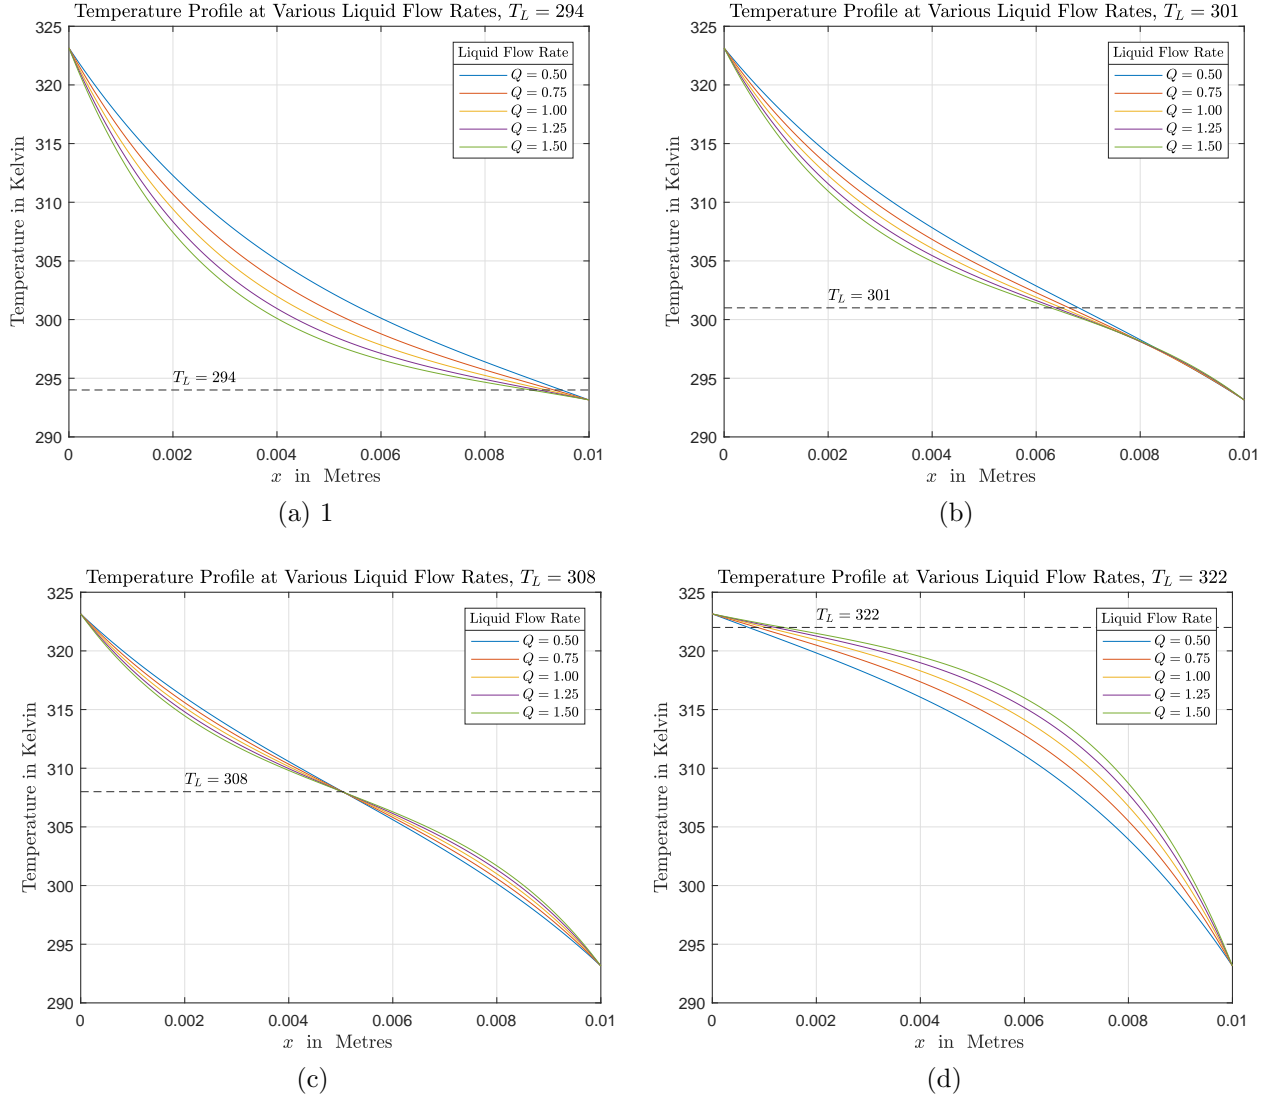 Temperature Profile at Various Liquid Flow Rates, T_L = 294
325
320
315
310
305
300
295
290
Temperature in Kelvin
Liquid Flow Rate
Q = 0.50
Q = 0.75
Q = 1.00
Q = 1.25
Q = 1.50
T_L = 294
0 0.002 0.004 0.006 0.008 0.01
x in Metres
(a) 1
Temperature Profile at Various Liquid Flow Rates, T_L = 301
325
320
315
310
305
300
295
290
Temperature in Kelvin
Liquid Flow Rate
Q = 0.50
Q = 0.75
Q = 1.00
Q = 1.25
Q = 1.50
T_L = 301
0 0.002 0.004 0.006 0.008 0.01
x in Metres
(b)
Temperature Profile at Various Liquid Flow Rates, T_L = 308
325
320
315
310
305
300
295
290
Temperature in Kelvin
Liquid Flow Rate
Q = 0.50
Q = 0.75
Q = 1.00
Q = 1.25
Q = 1.50
T_L = 308
0 0.002 0.004 0.006 0.008 0.01
x in Metres
(c)
Temperature Profile at Various Liquid Flow Rates, T_L = 322
325
320
315
310
305
300
295
290
Temperature in Kelvin
T_L = 322
Liquid Flow Rate
Q = 0.50
Q = 0.75
Q = 1.00
Q = 1.25
Q = 1.50
0 0.002 0.004 0.006 0.008 0.01
x in Metres
(d)